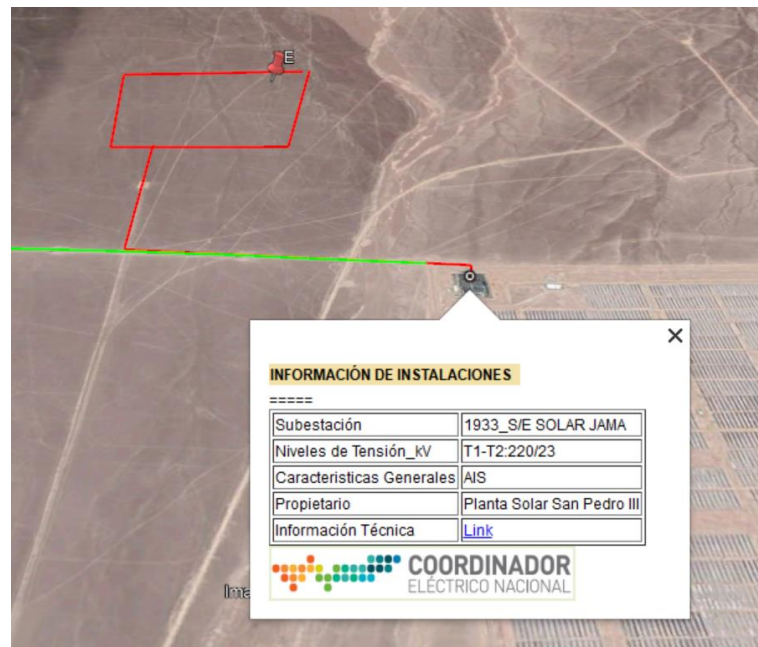 E
INFORMACIÓN DE INSTALACIONES
=====
Subestación 1933_S/E SOLAR JAMA
Niveles de Tensión_kV T1-T2:220/23
Caracteristicas Generales AIS
Propietario Planta Solar San Pedro III
Información Técnica Link
COORDINADOR
ELÉCTRICO NACIONAL